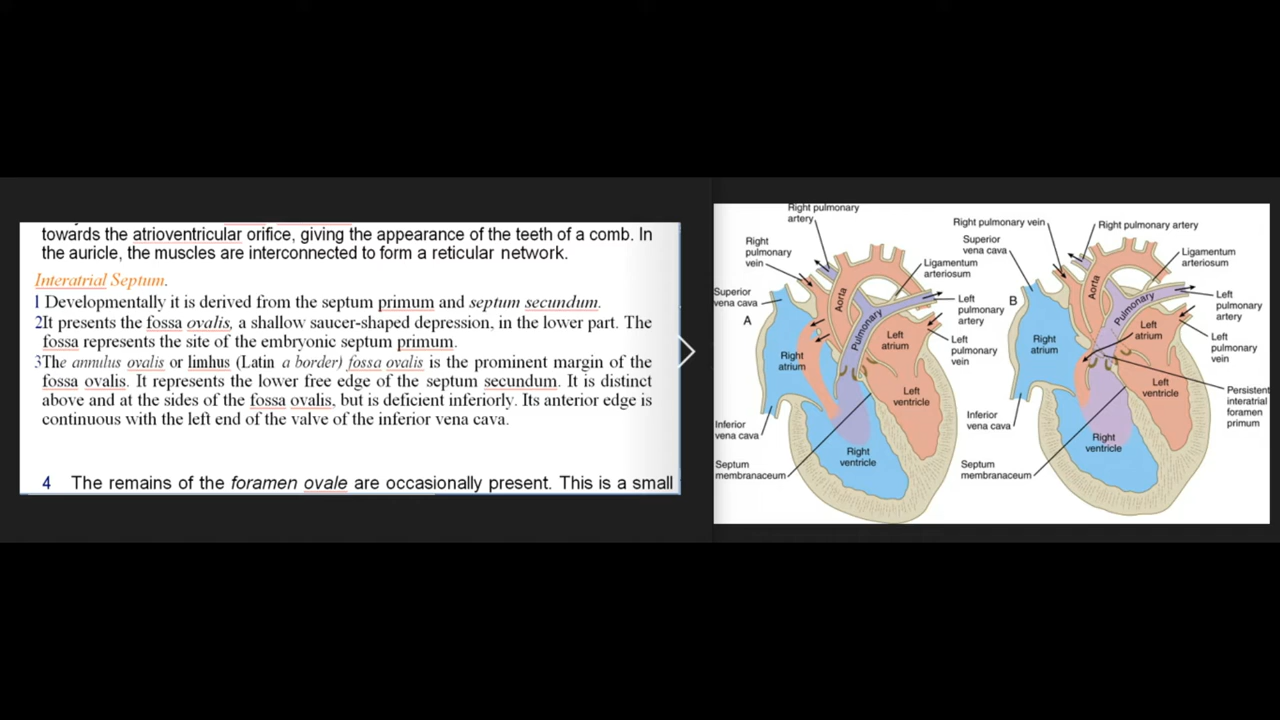 towards the atrioventricular orifice, giving the appearance of the teeth of a comb. In
the auricle, the muscles are interconnected to form a reticular network.
Interatrial Septum.
1 Developmentally it is derived from the septum primum and septum secundum.
2It presents the fossa ovalis, a shallow saucer-shaped depression, in the lower part. The
fossa represents the site of the embryonic septum primum.
3The annulus ovalis or limbus (Latin a border) fossa ovalis is the prominent margin of the
fossa ovalis. It represents the lower free edge of the septum secundum. It is distinct
above and at the sides of the fossa ovalis, but is deficient inferiorly. Its anterior edge is
continuous with the left end of the valve of the inferior vena cava.
4 The remains of the foramen ovale are occasionally present. This is a small
Right pulmonary
artery
Right
pulmonary
vein
Superior
vena cava
A
Aorta
Pulmonary
Ligamentum
arteriosum
Left
pulmonary
artery
Left
pulmonary
vein
Left
atrium
Right
atrium
Left
ventricle
Inferior
vena cava
Right
ventricle
Septum
membranaceum
Right pulmonary vein
Right pulmonary artery
Superior
vena cava
Ligamentum
arteriosum
B
Aorta
Pulmonary
Left
pulmonary
artery
Left
atrium
Left
pulmonary
vein
Right
atrium
Left
ventricle
Persistent
interatrial
foramen
primum
Inferior
vena cava
Right
ventricle
Septum
membranaceum